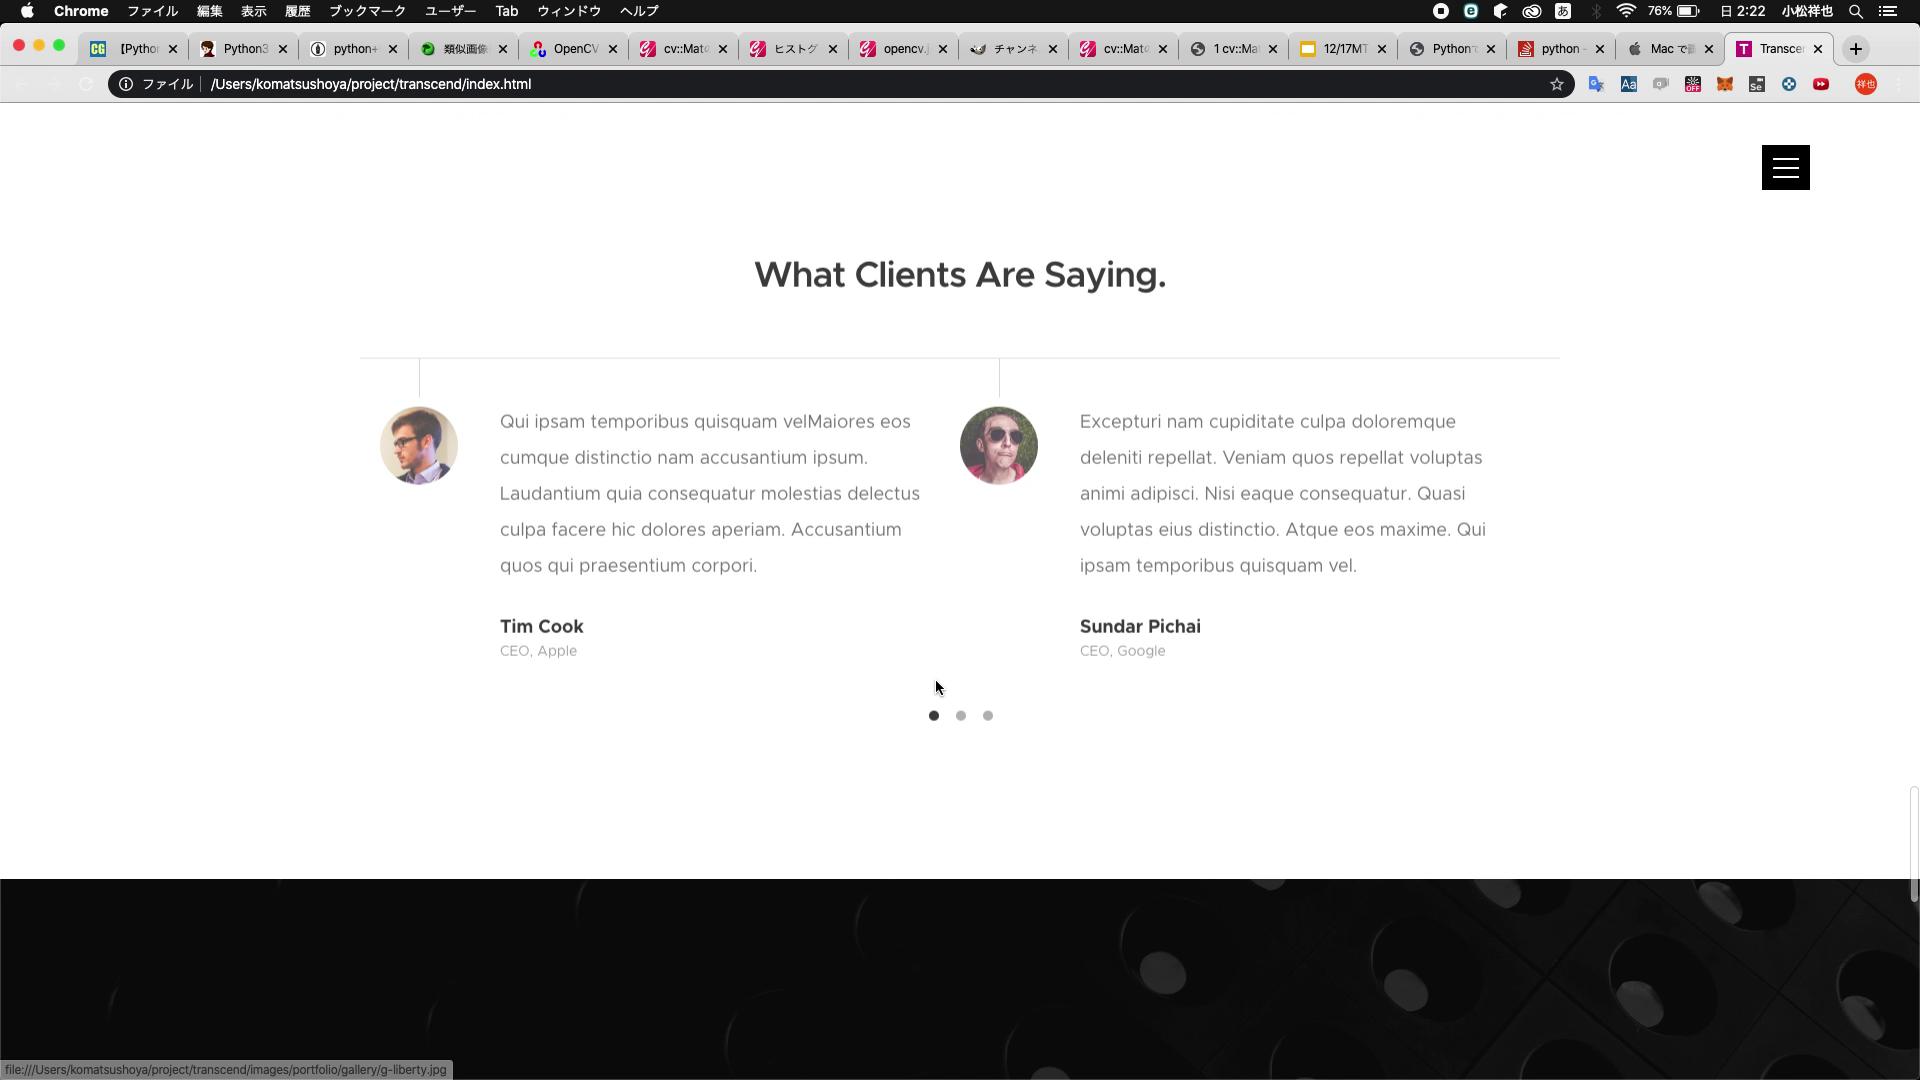 Chrome ファイル 編集 表示 履歴 ブックマーク ユーザー Tab ウィンドウ ヘルプ 76% 日 2:22 小松祥也
【Pytho Python3 python+ 類似画像 OpenCV cv::Mat ヒストグ opencv.j チャンネ cv::Mat 1 cv::Ma 12/17MT Python python - Mac で Transcen
ファイル /Users/komatsushoya/project/transcend/index.html
What Clients Are Saying.
Qui ipsam temporibus quisquam velMaiores eos
cumque distinctio nam accusantium ipsum.
Laudantium quia consequatur molestias delectus
culpa facere hic dolores aperiam. Accusantium
quos qui praesentium corpori.
Tim Cook
CEO, Apple
Excepturi nam cupiditate culpa doloremque
deleniti repellat. Veniam quos repellat voluptas
animi adipisci. Nisi eaque consequatur. Quasi
voluptas eius distinctio. Atque eos maxime. Qui
ipsam temporibus quisquam vel.
Sundar Pichai
CEO, Google
file:///Users/komatsushoya/project/transcend/images/portfolio/gallery/g-liberty.jpg